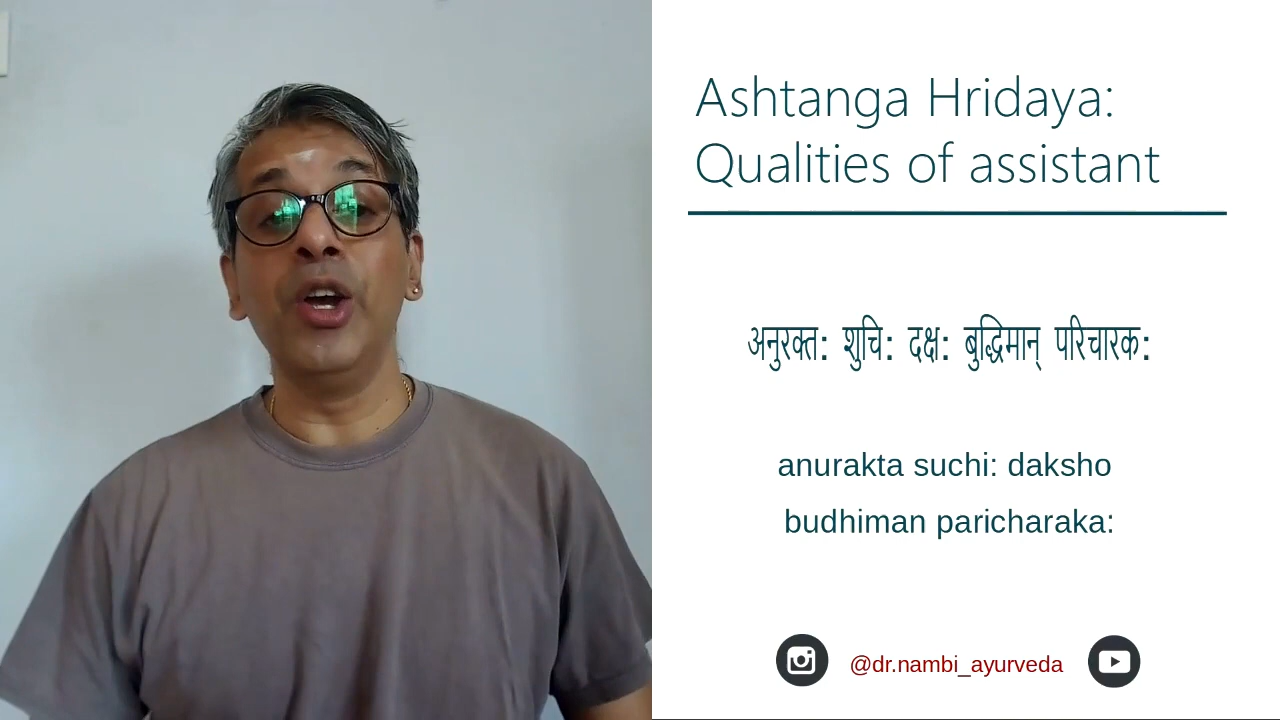 Ashtanga Hridaya:
Qualities of assistant
अनुरक्त: शुचि: दक्ष: बुद्धिमान् परिचारक:
anurakta suchi: daksho
budhiman paricharaka:
@dr.nambi_ayurveda